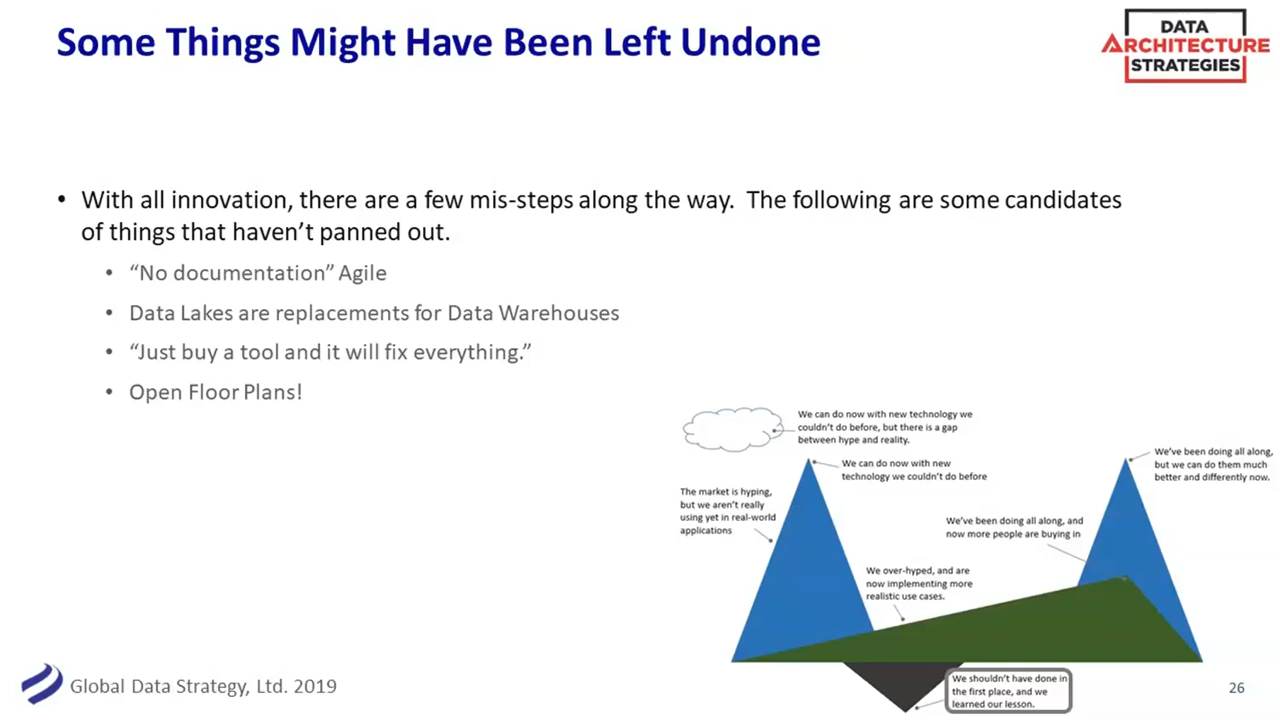 Some Things Might Have Been Left Undone
DATA
ARCHITECTURE
STRATEGIES
• With all innovation, there are a few mis-steps along the way. The following are some candidates
of things that haven’t panned out.
• “No documentation” Agile
• Data Lakes are replacements for Data Warehouses
• “Just buy a tool and it will fix everything.”
• Open Floor Plans!
We can do now with new technology we
couldn’t do before, but there is a gap
between hype and reality.
We can do now with new
technology we couldn’t do before
The market is hyping,
but we aren’t really
using yet in real-world
applications
We’ve been doing all along,
but we can do them much
better and differently now.
We’ve been doing all along, and
now more people are buying in
We over-hyped, and are
now implementing more
realistic use cases.
We shouldn’t have done in
the first place, and we
learned our lesson.
Global Data Strategy, Ltd. 2019
26